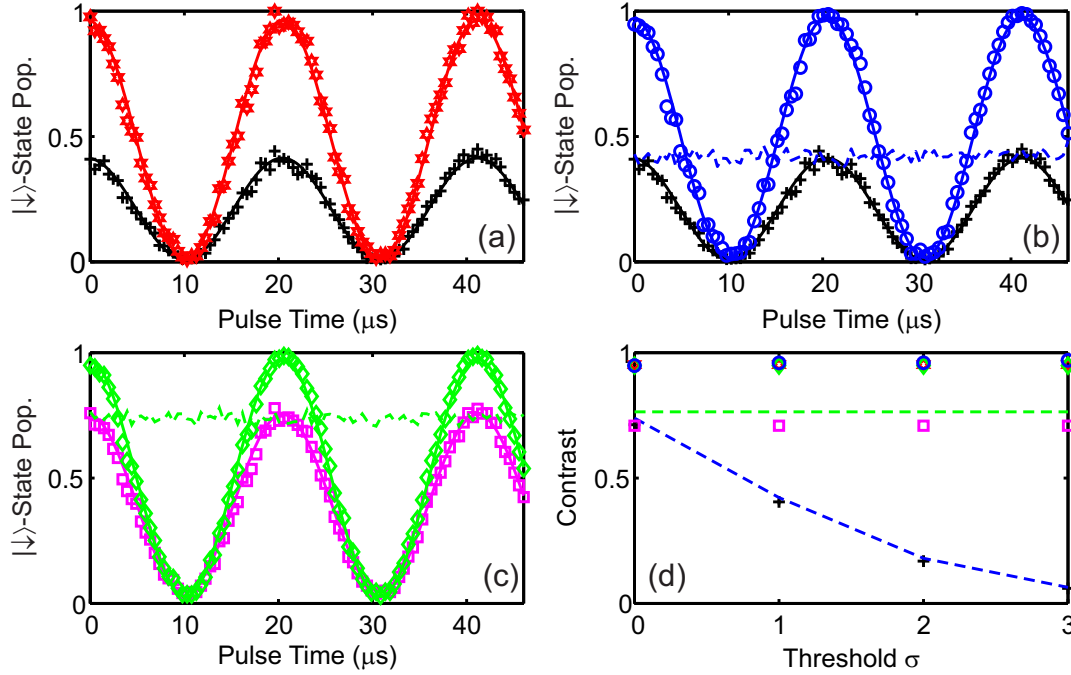 1
0.5
0
|↓⟩-State Pop.
0 10 20 30 40
Pulse Time (μs)
(a)
1
0.5
0
|↓⟩-State Pop.
0 10 20 30 40
Pulse Time (μs)
(b)
1
0.5
0
|↓⟩-State Pop.
0 10 20 30 40
Pulse Time (μs)
(c)
1
0.5
0
Contrast
0 1 2 3
Threshold σ
(d)